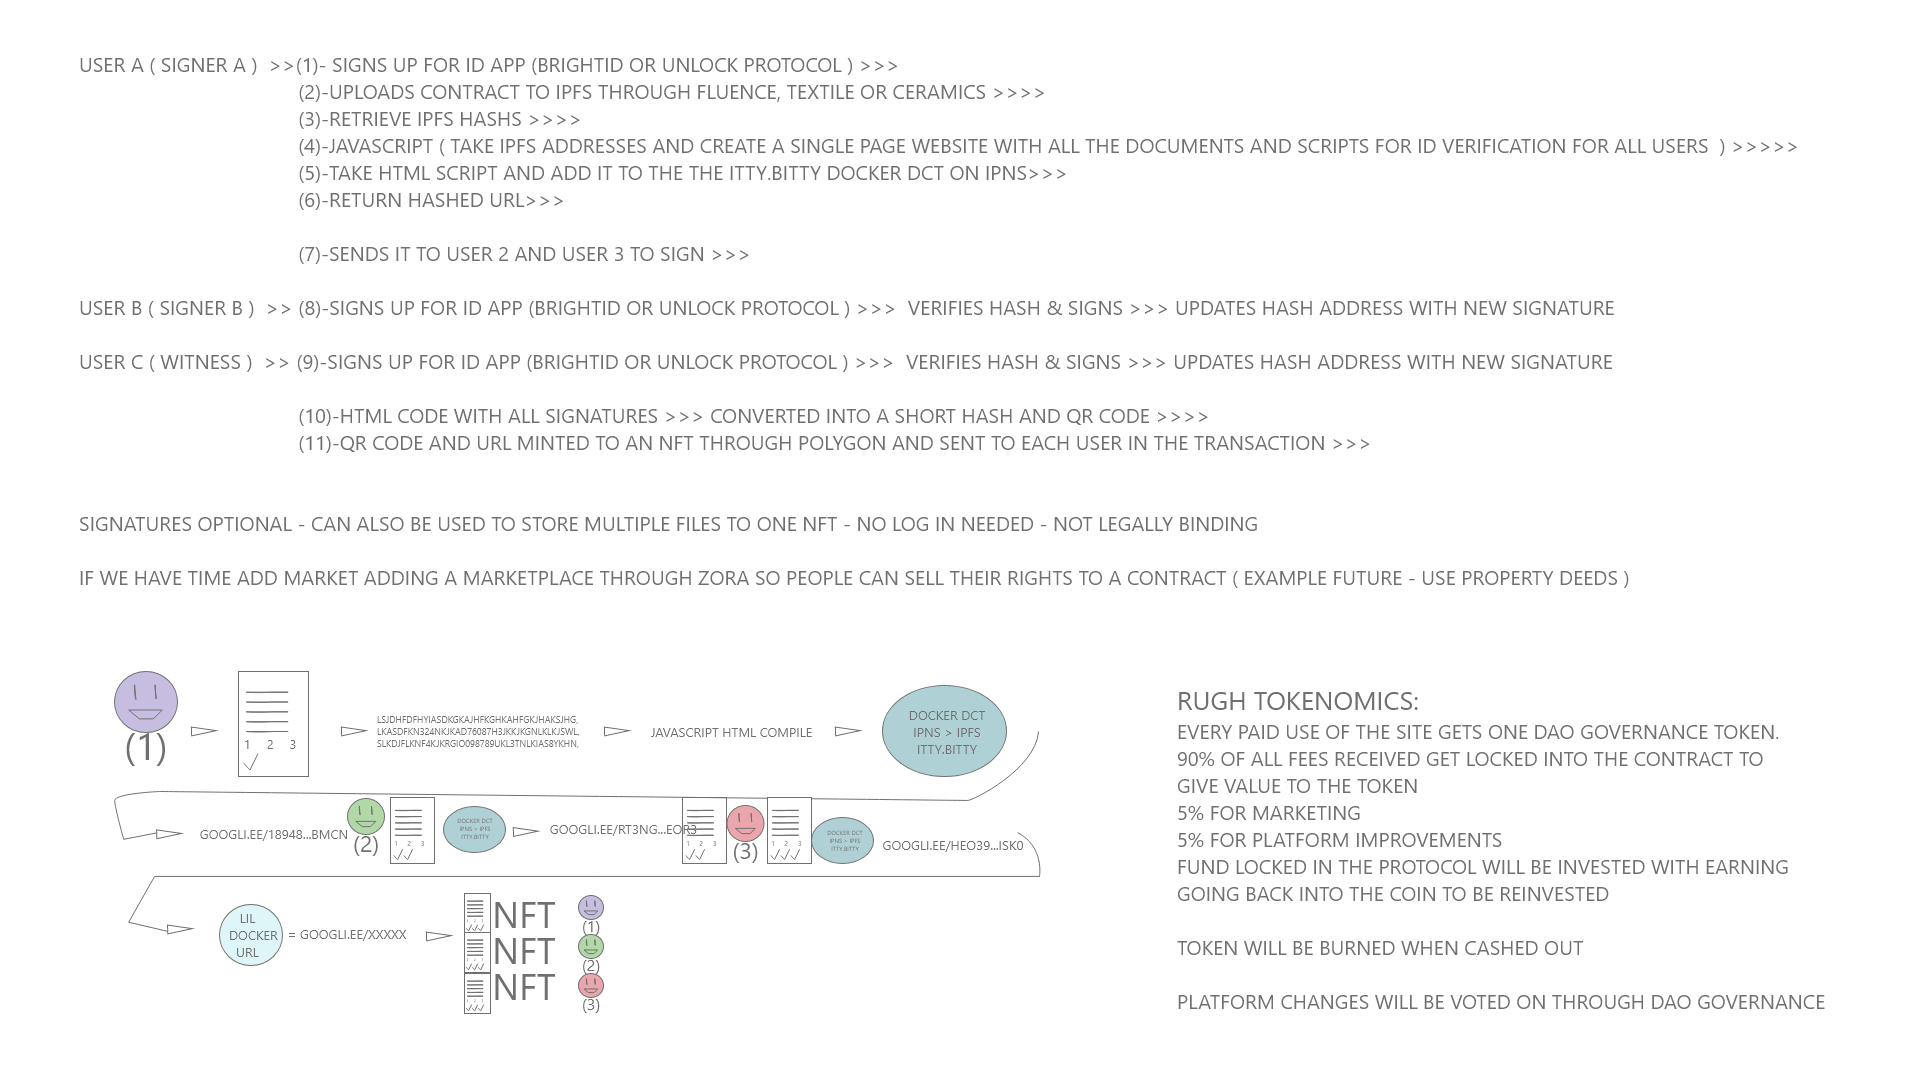 USER A ( SIGNER A )  >>(1)- SIGNS UP FOR ID APP (BRIGHTID OR UNLOCK PROTOCOL ) >>>
(2)-UPLOADS CONTRACT TO IPFS THROUGH FLUENCE, TEXTILE OR CERAMICS >>>>
(3)-RETRIEVE IPFS HASHS >>>>
(4)-JAVASCRIPT ( TAKE IPFS ADDRESSES AND CREATE A SINGLE PAGE WEBSITE WITH ALL THE DOCUMENTS AND SCRIPTS FOR ID VERIFICATION FOR ALL USERS  ) >>>>>
(5)-TAKE HTML SCRIPT AND ADD IT TO THE THE ITTY.BITTY DOCKER DCT ON IPNS>>>
(6)-RETURN HASHED URL>>>
(7)-SENDS IT TO USER 2 AND USER 3 TO SIGN >>>
USER B ( SIGNER B )  >> (8)-SIGNS UP FOR ID APP (BRIGHTID OR UNLOCK PROTOCOL ) >>>  VERIFIES HASH & SIGNS >>> UPDATES HASH ADDRESS WITH NEW SIGNATURE
USER C ( WITNESS )  >> (9)-SIGNS UP FOR ID APP (BRIGHTID OR UNLOCK PROTOCOL ) >>>  VERIFIES HASH & SIGNS >>> UPDATES HASH ADDRESS WITH NEW SIGNATURE
(10)-HTML CODE WITH ALL SIGNATURES >>> CONVERTED INTO A SHORT HASH AND QR CODE >>>>
(11)-QR CODE AND URL MINTED TO AN NFT THROUGH POLYGON AND SENT TO EACH USER IN THE TRANSACTION >>>
SIGNATURES OPTIONAL - CAN ALSO BE USED TO STORE MULTIPLE FILES TO ONE NFT - NO LOG IN NEEDED - NOT LEGALLY BINDING
IF WE HAVE TIME ADD MARKET ADDING A MARKETPLACE THROUGH ZORA SO PEOPLE CAN SELL THEIR RIGHTS TO A CONTRACT ( EXAMPLE FUTURE - USE PROPERTY DEEDS )
(1)
1 2 3
LSJDHFDFHYIASDKGKAJHFKGHKAHFGKJHAKSJHG,
LKASDFKN324NKJKAD76087H3JKKJKGNLKLKJSWL,
SLKDJFLKNF4KJKRGIO098789UKL3TNLKIAS8YKHN,
JAVASCRIPT HTML COMPILE
DOCKER DCT
IPNS > IPFS
ITTY.BITTY
GOOGLI.EE/18948...BMCN
(2)
1 2 3
DOCKER DCT
IPNS > IPFS
ITTY.BITTY
GOOGLI.EE/RT3NG...EOR3
1 2 3
(3)
1 2 3
DOCKER DCT
IPNS > IPFS
ITTY.BITTY
GOOGLI.EE/HEO39...ISK0
LIL
DOCKER
URL
= GOOGLI.EE/XXXXX
NFT
(1)
NFT
(2)
NFT
(3)
RUGH TOKENOMICS:
EVERY PAID USE OF THE SITE GETS ONE DAO GOVERNANCE TOKEN.
90% OF ALL FEES RECEIVED GET LOCKED INTO THE CONTRACT TO
GIVE VALUE TO THE TOKEN
5% FOR MARKETING
5% FOR PLATFORM IMPROVEMENTS
FUND LOCKED IN THE PROTOCOL WILL BE INVESTED WITH EARNING
GOING BACK INTO THE COIN TO BE REINVESTED
TOKEN WILL BE BURNED WHEN CASHED OUT
PLATFORM CHANGES WILL BE VOTED ON THROUGH DAO GOVERNANCE